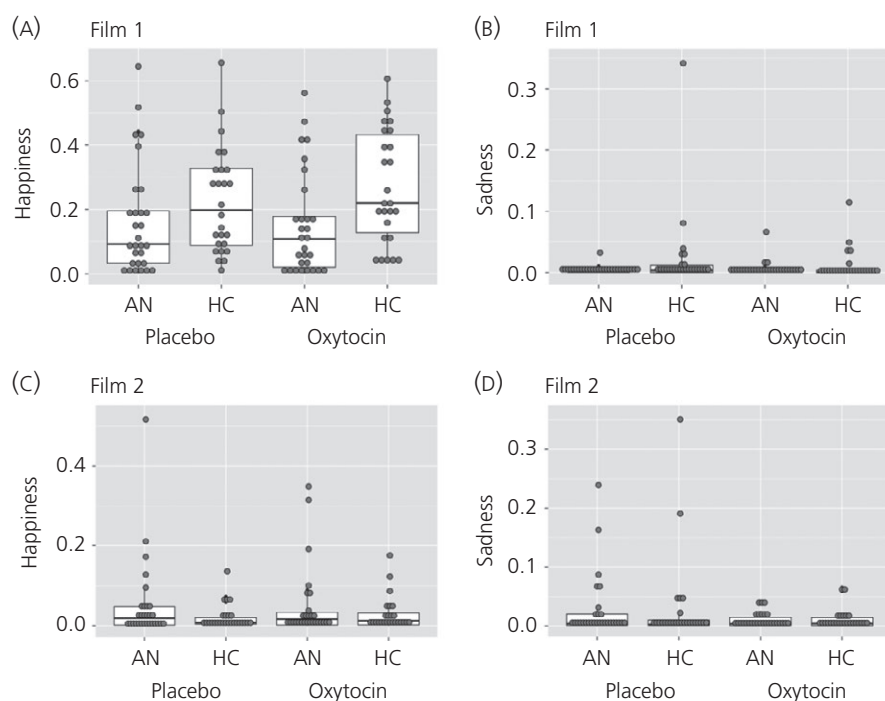 (A) Film 1
Happiness
0.6
0.4
0.2
0.0
AN HC AN HC
Placebo Oxytocin
(B) Film 1
Sadness
0.3
0.2
0.1
0.0
AN HC AN HC
Placebo Oxytocin
(C) Film 2
Happiness
0.4
0.2
0.0
AN HC AN HC
Placebo Oxytocin
(D) Film 2
Sadness
0.3
0.2
0.1
0.0
AN HC AN HC
Placebo Oxytocin